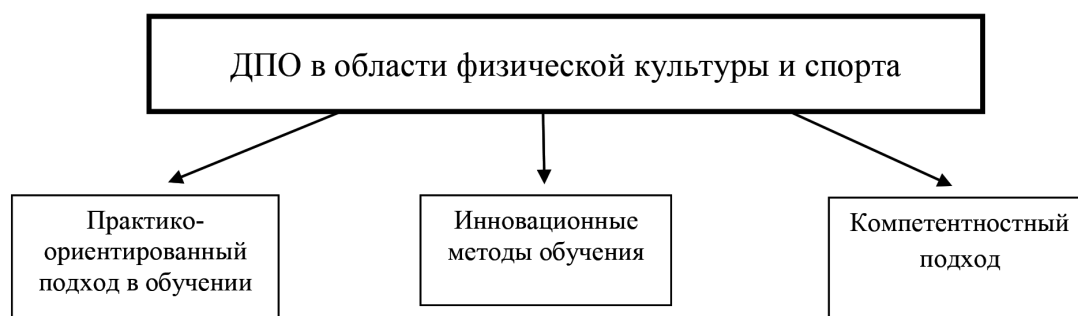 ДПО в области физической культуры и спорта
Практико-
ориентированный
подход в обучении
Инновационные
методы обучения
Компетентностный
подход